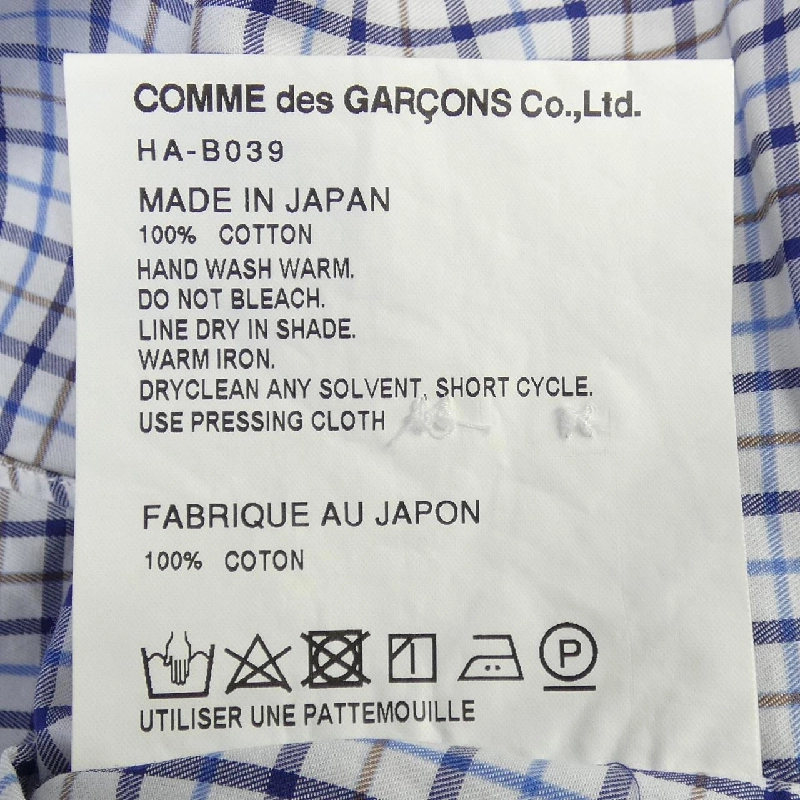 COMME des GARÇONS Co.,Ltd.
HA-B039
MADE IN JAPAN
100% COTTON
HAND WASH WARM.
DO NOT BLEACH.
LINE DRY IN SHADE.
WARM IRON.
DRYCLEAN ANY SOLVENT, SHORT CYCLE.
USE PRESSING CLOTH
FABRIQUE AU JAPON
100% COTON
P
UTILISER UNE PATTEMOUILLE